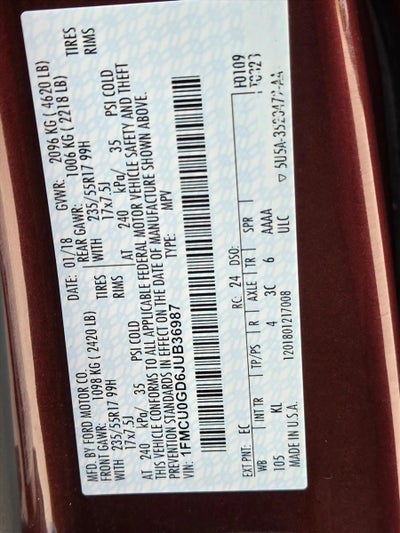 MFD. BY FORD MOTOR CO.
DATE: 01/18 GVWR: 2096 KG ( 4620 LB)
FRONT GAWR: 1098 KG ( 2420 LB) REAR GAWR: 1006 KG ( 2218 LB)
235/55R17 99H TIRES WITH 235/55R17 99H TIRES
17x7.5J RIMS 17x7.5J RIMS
AT 240 kPa/ 35 PSI COLD AT 240 kPa/ 35 PSI COLD
THIS VEHICLE CONFORMS TO ALL APPLICABLE FEDERAL MOTOR VEHICLE SAFETY AND THEFT
PREVENTION STANDARDS IN EFFECT ON THE DATE OF MANUFACTURE SHOWN ABOVE.
VIN: 1FMCU0GD6JUB36987 TYPE: MPV
F0109
T0123
EXT PNT: EC RC: 24 DSO:
WB INT TR TP/PS R AXLE TR SPR
105 KL 4 3C 6 AAAA
MADE IN U.S.A. 1201801217008 ULC